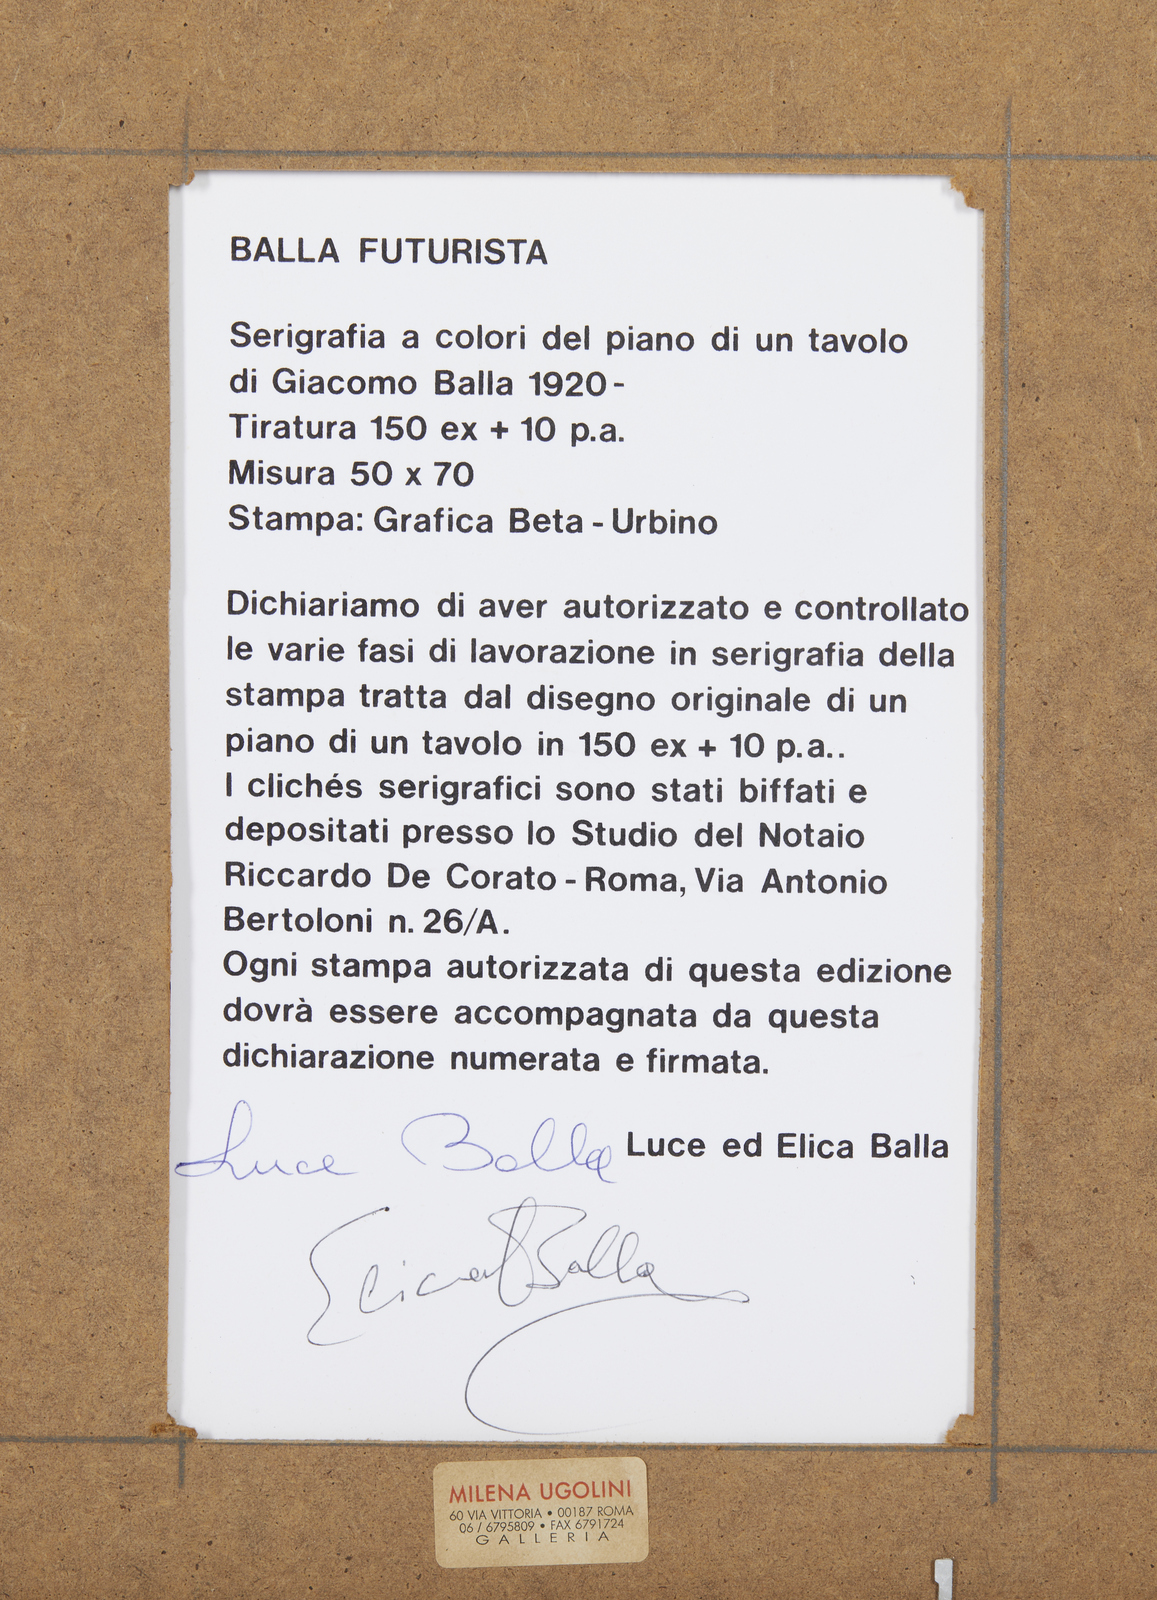 BALLA FUTURISTA
Serigrafia a colori del piano di un tavolo
di Giacomo Balla 1920-
Tiratura 150 ex + 10 p.a.
Misura 50 x 70
Stampa: Grafica Beta - Urbino
Dichiariamo di aver autorizzato e controllato
le varie fasi di lavorazione in serigrafia della
stampa tratta dal disegno originale di un
piano di un tavolo in 150 ex + 10 p.a..
I clichés serigrafici sono stati biffati e
depositati presso lo Studio del Notaio
Riccardo De Corato - Roma, Via Antonio
Bertoloni n. 26/A.
Ogni stampa autorizzata di questa edizione
dovrà essere accompagnata da questa
dichiarazione numerata e firmata.
Luce Balla Luce ed Elica Balla
Elica Balla
MILENA UGOLINI
60 VIA VITTORIA • 00187 ROMA
06 / 6795809 • FAX 6791724
GALLERIA